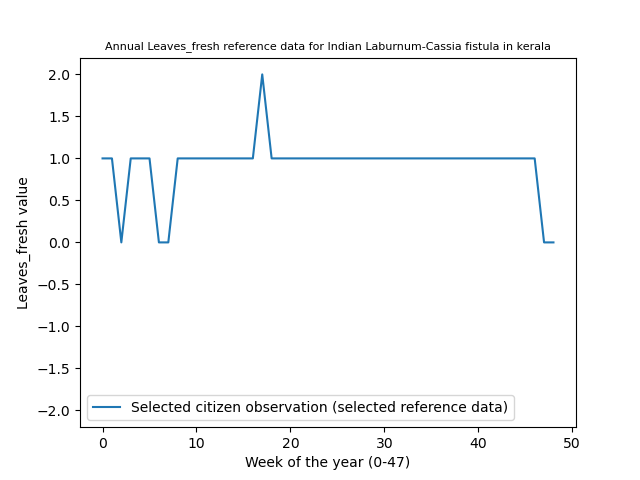 Annual Leaves_fresh reference data for Indian Laburnum-Cassia fistula in kerala
2.0
1.5
1.0
0.5
0.0
−0.5
−1.0
−1.5
−2.0
Leaves_fresh value
Selected citizen observation (selected reference data)
0 10 20 30 40 50
Week of the year (0-47)